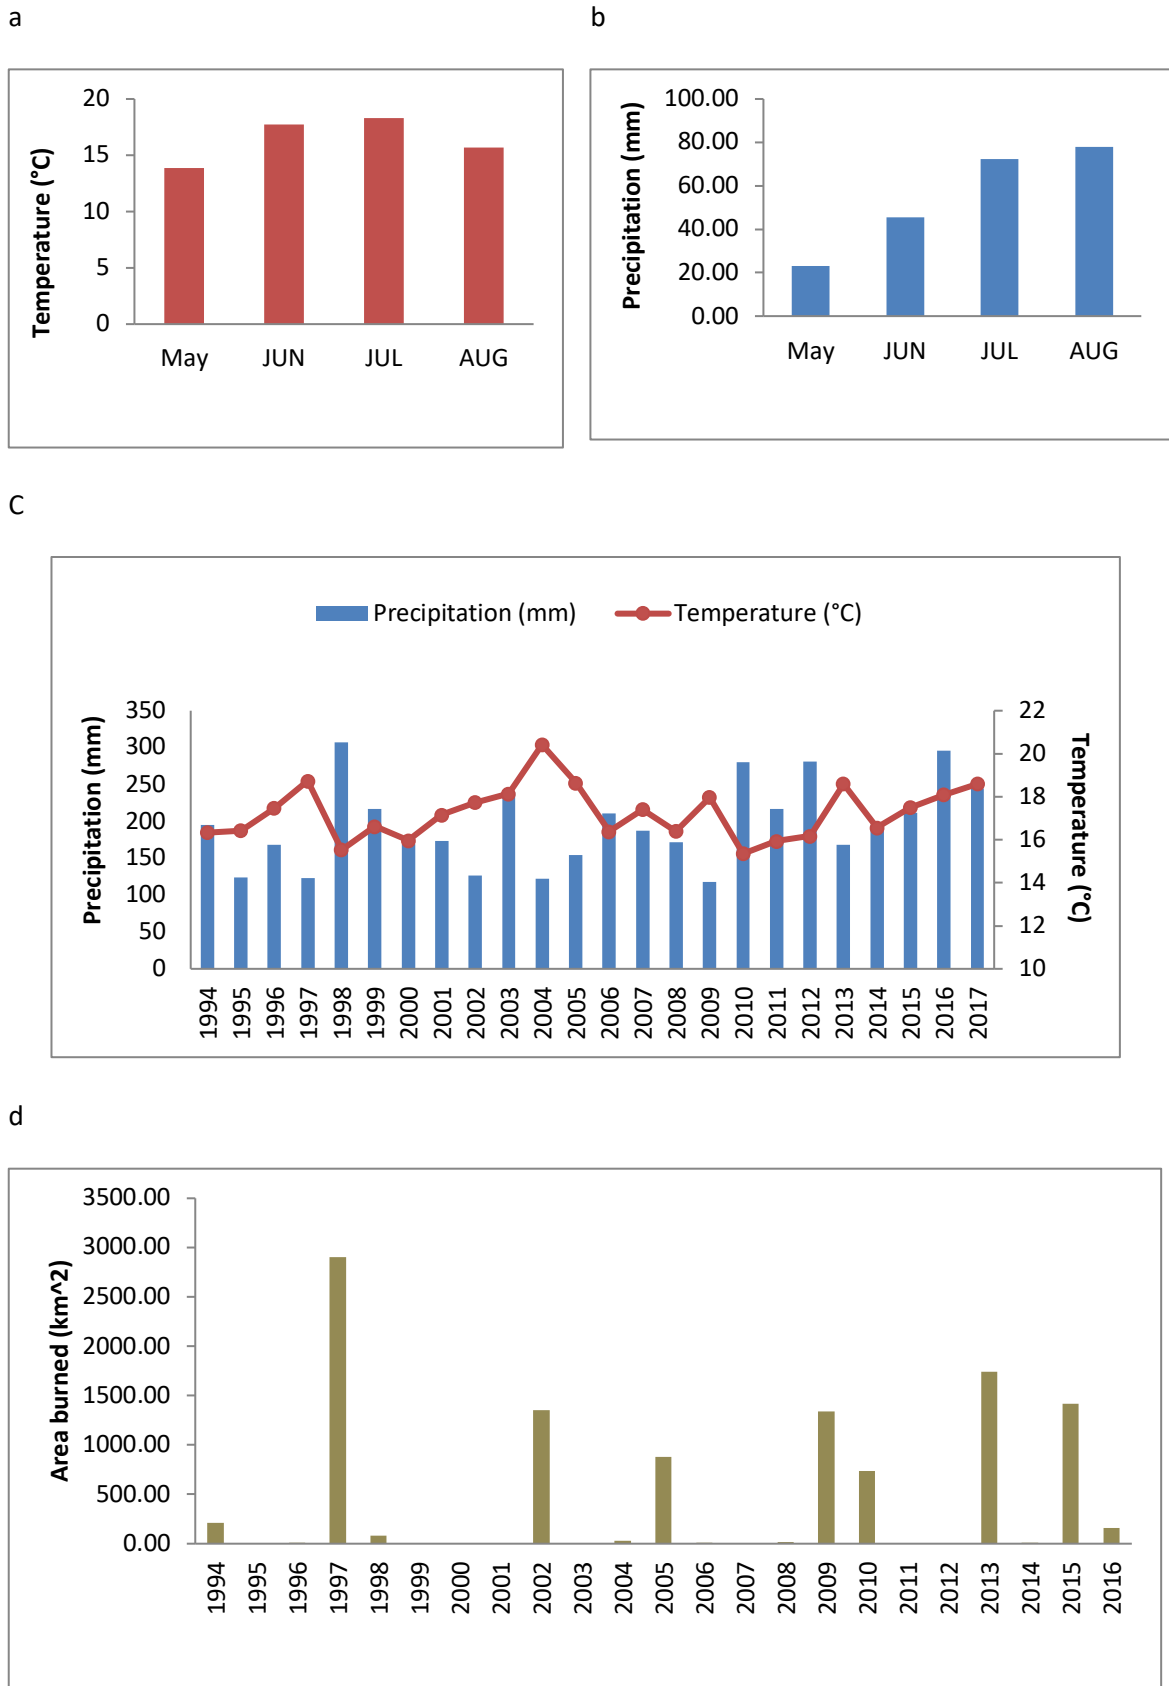 a
b
20
15
10
5
0
Temperature (°C)
May JUN JUL AUG
100.00
80.00
60.00
40.00
20.00
0.00
Precipitation (mm)
May JUN JUL AUG
C
Precipitation (mm) Temperature (°C)
350
300
250
200
150
100
50
0
Precipitation (mm)
22
20
18
16
14
12
10
Temperature (°C)
1994 1995 1996 1997 1998 1999 2000 2001 2002 2003 2004 2005 2006 2007 2008 2009 2010 2011 2012 2013 2014 2015 2016 2017
d
3500.00
3000.00
2500.00
2000.00
1500.00
1000.00
500.00
0.00
Area burned (km^2)
1994 1995 1996 1997 1998 1999 2000 2001 2002 2003 2004 2005 2006 2007 2008 2009 2010 2011 2012 2013 2014 2015 2016